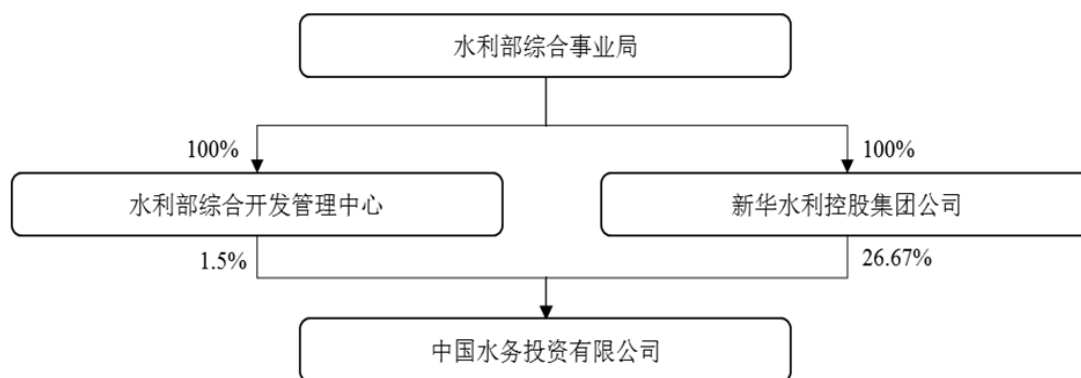 水利部综合事业局
100%
100%
水利部综合开发管理中心
新华水利控股集团公司
1.5%
26.67%
中国水务投资有限公司